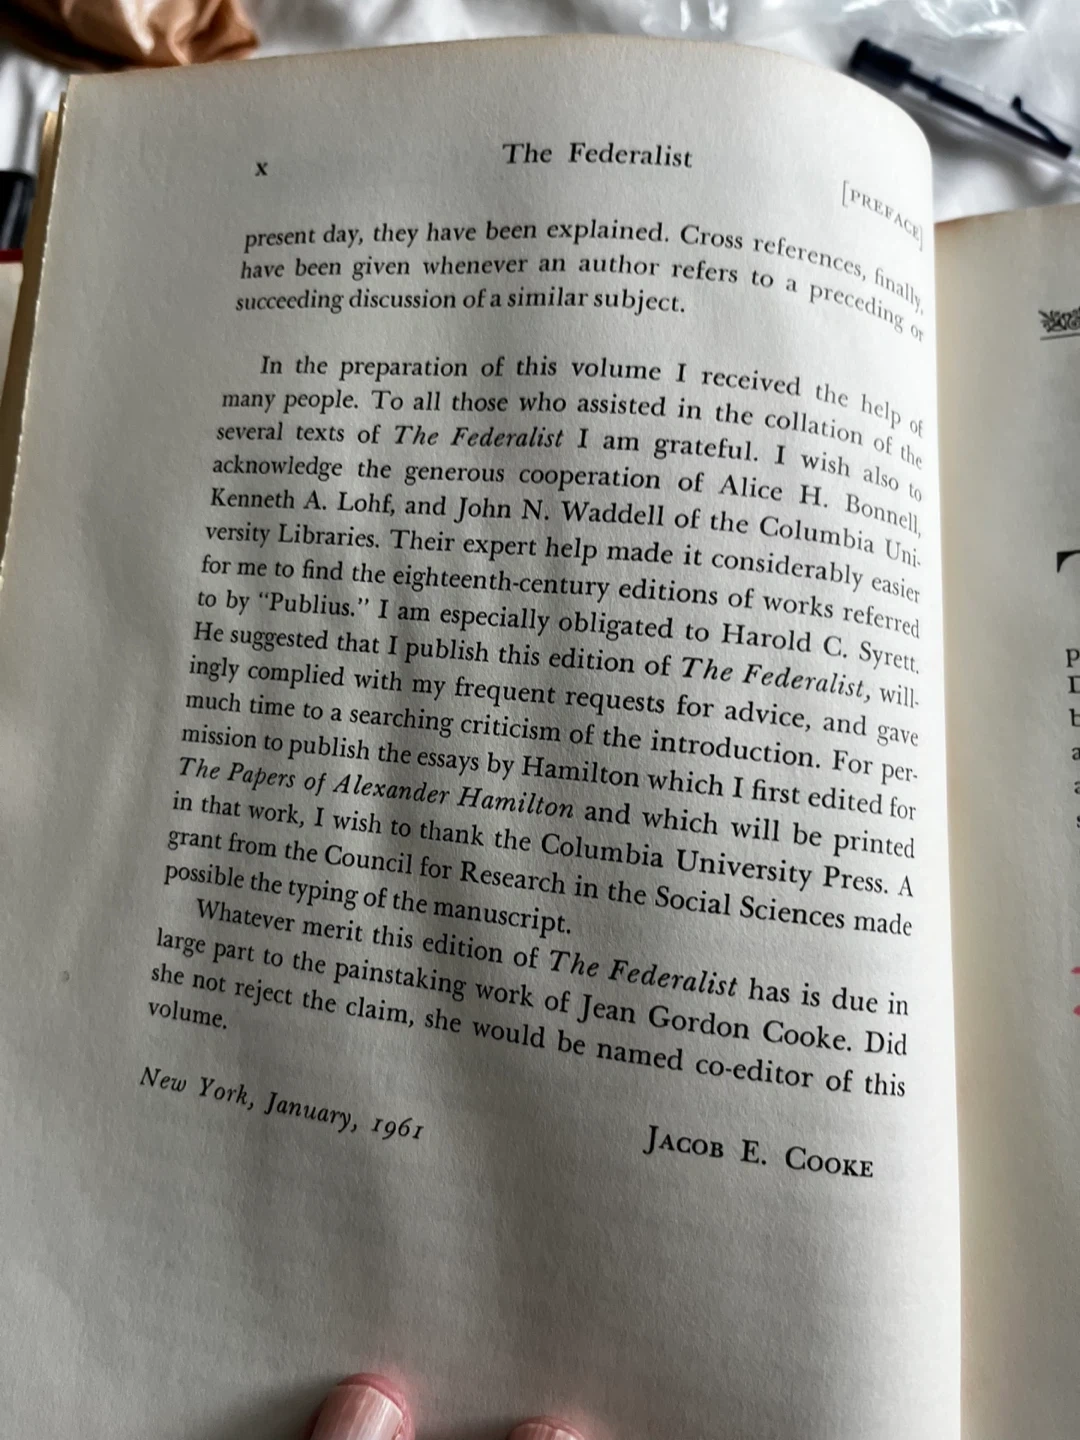 x
The Federalist
[PREFACE]
present day, they have been explained. Cross references, finally,
have been given whenever an author refers to a preceding or
succeeding discussion of a similar subject.
In the preparation of this volume I received the help of
many people. To all those who assisted in the collation of the
several texts of The Federalist I am grateful. I wish also to
acknowledge the generous cooperation of Alice H. Bonnell,
Kenneth A. Lohf, and John N. Waddell of the Columbia Uni-
versity Libraries. Their expert help made it considerably easier
for me to find the eighteenth-century editions of works referred
to by “Publius.” I am especially obligated to Harold C. Syrett.
He suggested that I publish this edition of The Federalist, will-
ingly complied with my frequent requests for advice, and gave
much time to a searching criticism of the introduction. For per-
mission to publish the essays by Hamilton which I first edited for
The Papers of Alexander Hamilton and which will be printed
in that work, I wish to thank the Columbia University Press. A
grant from the Council for Research in the Social Sciences made
possible the typing of the manuscript.
Whatever merit this edition of The Federalist has is due in
large part to the painstaking work of Jean Gordon Cooke. Did
she not reject the claim, she would be named co-editor of this
volume.
New York, January, 1961
JACOB E. COOKE